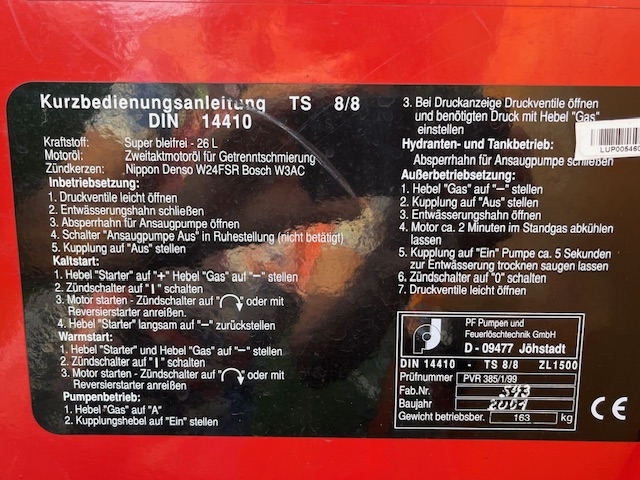 Kurzbedienungsanleitung TS 8/8
DIN 14410
Kraftstoff: Super bleifrei - 26 L
Motoröl: Zweitaktmotoröl für Getrenntschmierung
Zündkerzen: Nippon Denso W24FSR Bosch W3AC
Inbetriebsetzung:
1. Druckventile leicht öffnen
2. Entwässerungshahn schließen
3. Absperrhahn für Ansaugpumpe öffnen
4. Schalter "Ansaugpumpe Aus" in Ruhestellung (nicht betätigt)
5. Kupplung auf "Aus" stellen
Kaltstart:
1. Hebel "Starter" auf "+" Hebel "Gas" auf "−" stellen
2. Zündschalter auf "I" schalten
3. Motor starten - Zündschalter auf "↷" oder mit
Reversierstarter anreißen.
4. Hebel "Starter" langsam auf "−" zurückstellen
Warmstart:
1. Hebel "Starter" und Hebel "Gas" auf "−" stellen
2. Zündschalter auf "I" schalten
3. Motor starten - Zündschalter auf "↷" oder mit
Reversierstarter anreißen
Pumpenbetrieb:
1. Hebel "Gas" auf "A"
2. Kupplungshebel auf "Ein" stellen
3. Bei Druckanzeige Druckventile öffnen
und benötigten Druck mit Hebel "Gas"
einstellen
Hydranten- und Tankbetrieb:
Absperrhahn für Ansaugpumpe schließen
Außerbetriebsetzung:
1. Hebel "Gas" auf "−" stellen
2. Kupplung auf "Aus" stellen
3. Entwässerungshahn öffnen
4. Motor ca. 2 Minuten im Standgas abkühlen
lassen
5. Kupplung auf "Ein" Pumpe ca. 5 Sekunden
zur Entwässerung trocknen saugen lassen
6. Zündschalter auf "0" schalten
7. Druckventile leicht öffnen
PF Pumpen und
Feuerlöschtechnik GmbH
D - 09477 Jöhstadt
DIN 14410 - TS 8/8 ZL1500
Prüfnummer PVR 385/1/99
Fab.Nr. 593
Baujahr 2001
Gewicht betriebsber. 163 kg
CE